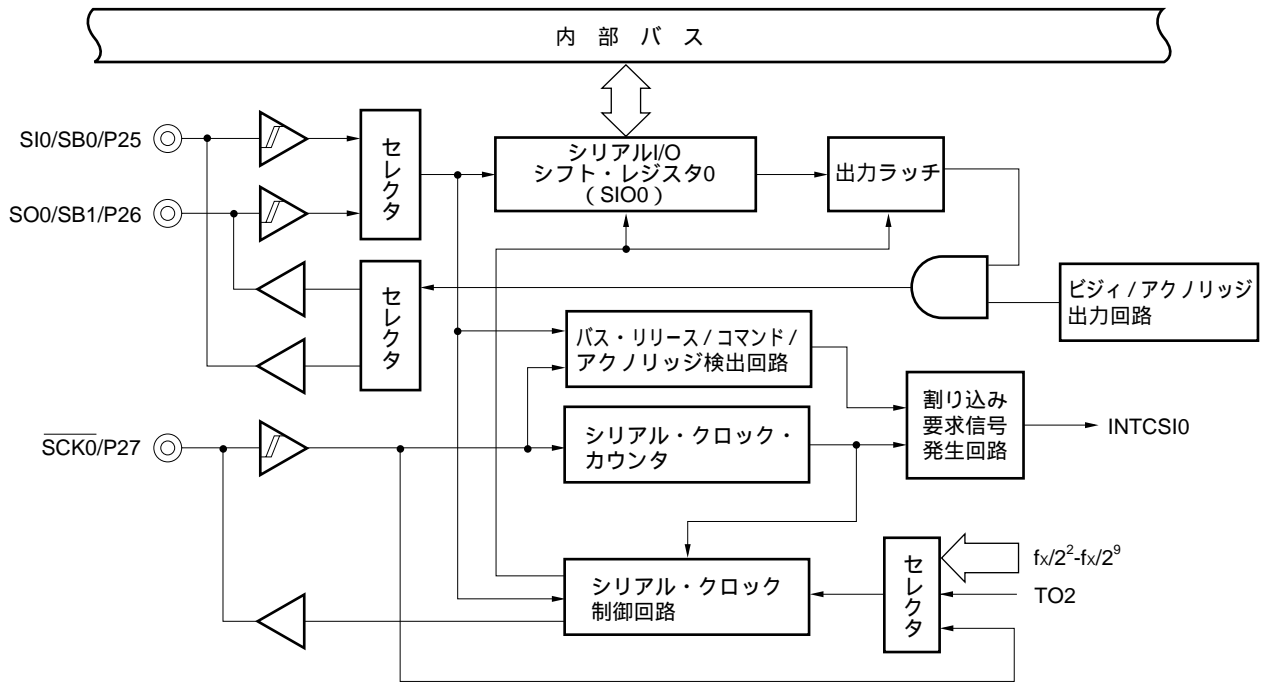 内 部 バ ス
SI0/SB0/P25
SO0/SB1/P26
セレクタ
シリアルI/O
シフト・レジスタ0
(SIO0)
出力ラッチ
セレクタ
ビジィ/アクノリッジ
出力回路
バス・リリース/コマンド/
アクノリッジ検出回路
SCK0/P27
シリアル・クロック・
カウンタ
割り込み
要求信号
発生回路
INTCSI0
シリアル・クロック
制御回路
セレクタ
fx/2²-fx/2⁹
TO2